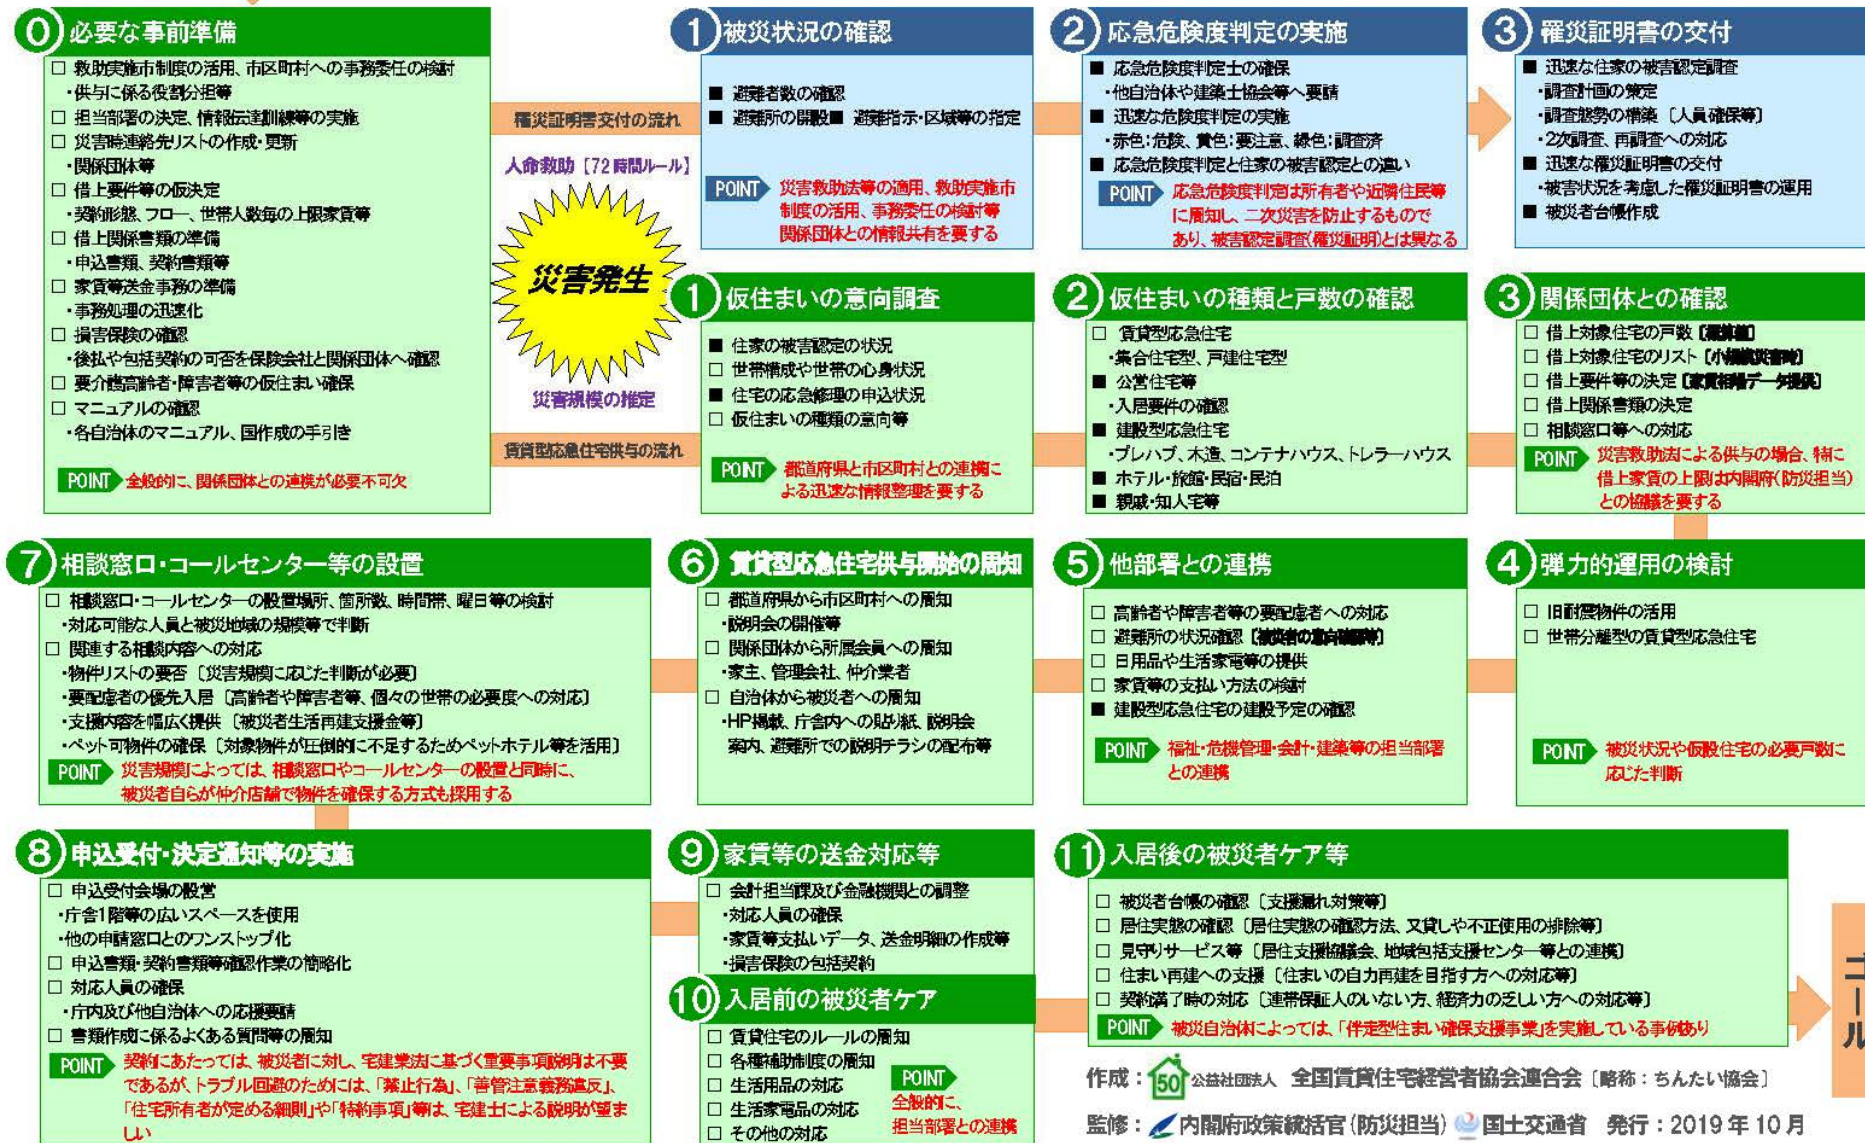 0 必要な事前準備
□ 救助実施市制度の活用、市区町村への事務委任の検討
・供与に係る役割分担等
□ 担当部署の決定、情報伝達訓練等の実施
□ 災害時連絡先リストの作成・更新
・関係団体等
□ 借上要件等の仮決定
・契約形態、フロー、世帯人数毎の上限家賃等
□ 借上関係書類の準備
・申込書類、契約書類等
□ 家賃等送金事務の準備
・事務処理の迅速化
□ 損害保険の確認
・後払や包括契約の可否を保険会社と関係団体へ確認
□ 要介護高齢者・障害者等の仮住まい確保
□ マニュアルの確認
・各自治体のマニュアル、国作成の手引き
POINT 全般的に、関係団体との連携が必要不可欠
罹災証明書交付の流れ
人命救助【72時間ルール】
災害発生
災害規模の推定
賃貸型応急住宅供与の流れ
1 被災状況の確認
■ 避難者数の確認
■ 避難所の開設■ 避難指示・区域等の指定
POINT 災害救助法等の適用、救助実施市
制度の活用、事務委任の検討等
関係団体との情報共有を要する
2 応急危険度判定の実施
■ 応急危険度判定士の確保
・他自治体や建築士協会等へ要請
■ 迅速な危険度判定の実施
・赤色:危険、黄色:要注意、緑色:調査済
■ 応急危険度判定と住家の被害認定との違い
POINT 応急危険度判定は所有者や近隣住民等
に周知し、二次災害を防止するもので
あり、被害認定調査(罹災証明)とは異なる
3 罹災証明書の交付
■ 迅速な住家の被害認定調査
・調査計画の策定
・調査態勢の構築〔人員確保等〕
・2次調査、再調査への対応
■ 迅速な罹災証明書の交付
・被害状況を考慮した罹災証明書の運用
■ 被災者台帳作成
1 仮住まいの意向調査
■ 住家の被害認定の状況
□ 世帯構成や世帯の心身状況
■ 住宅の応急修理の申込状況
□ 仮住まいの種類の意向等
POINT 都道府県と市区町村との連携に
よる迅速な情報整理を要する
2 仮住まいの種類と戸数の確認
□ 賃貸型応急住宅
・集合住宅型、戸建住宅型
■ 公営住宅等
・入居要件の確認
■ 建設型応急住宅
・プレハブ、木造、コンテナハウス、トレーラーハウス
■ ホテル・旅館・民宿・民泊
■ 親戚・知人宅等
3 関係団体との確認
□ 借上対象住宅の戸数〔概算値〕
□ 借上対象住宅のリスト〔小規模災害時〕
□ 借上要件等の決定〔家賃相場データ提供〕
□ 借上関係書類の決定
□ 相談窓口等への対応
POINT 災害救助法による供与の場合、特に
借上家賃の上限は内閣府(防災担当)
との協議を要する
7 相談窓口・コールセンター等の設置
□ 相談窓口・コールセンターの設置場所、箇所数、時間帯、曜日等の検討
・対応可能な人員と被災地域の規模等で判断
□ 関連する相談内容への対応
・物件リストの要否〔災害規模に応じた判断が必要〕
・要配慮者の優先入居〔高齢者や障害者等、個々の世帯の必要度への対応〕
・支援内容を幅広く提供〔被災者生活再建支援金等〕
・ペット可物件の確保〔対象物件が圧倒的に不足するためペットホテル等を活用〕
POINT 災害規模によっては、相談窓口やコールセンターの設置と同時に、
被災者自らが仲介店舗で物件を確保する方式も採用する
6 賃貸型応急住宅供与開始の周知
□ 都道府県から市区町村への周知
・説明会の開催等
□ 関係団体から所属会員への周知
・家主、管理会社、仲介業者
□ 自治体から被災者への周知
・HP掲載、庁舎内への貼り紙、説明会
案内、避難所での説明チラシの配布等
5 他部署との連携
□ 高齢者や障害者等の要配慮者への対応
□ 避難所の状況確認〔被災者の意向確認等〕
□ 日用品や生活家電等の提供
□ 家賃等の支払い方法の検討
■ 建設型応急住宅の建設予定の確認
POINT 福祉・危機管理・会計・建築等の担当部署
との連携
4 弾力的運用の検討
□ 旧耐震物件の活用
□ 世帯分離型の賃貸型応急住宅
POINT 被災状況や仮設住宅の必要戸数に
応じた判断
8 申込受付・決定通知等の実施
□ 申込受付会場の設営
・庁舎1階等の広いスペースを使用
・他の申請窓口とのワンストップ化
□ 申込書類・契約書類等確認作業の簡略化
□ 対応人員の確保
・庁内及び他自治体への応援要請
□ 書類作成に係るよくある質問等の周知
POINT 契約にあたっては、被災者に対し、宅建業法に基づく重要事項説明は不要
であるが、トラブル回避のためには、「禁止行為」、「善管注意義務違反」、
「住宅所有者が定める細則」や「特約事項」等は、宅建士による説明が望ま
しい
9 家賃等の送金対応等
□ 会計担当課及び金融機関との調整
・対応人員の確保
・家賃等支払いデータ、送金明細の作成等
・損害保険の包括契約
10 入居前の被災者ケア
□ 賃貸住宅のルールの周知
□ 各種補助制度の周知
□ 生活用品の対応
□ 生活家電品の対応
□ その他の対応
POINT
全般的に、
担当部署との連携
11 入居後の被災者ケア等
□ 被災者台帳の確認〔支援漏れ対策等〕
□ 居住実態の確認〔居住実態の確認方法、又貸しや不正使用の排除等〕
□ 見守りサービス等〔居住支援協議会、地域包括支援センター等との連携〕
□ 住まい再建への支援〔住まいの自力再建を目指す方への対応等〕
□ 契約満了時の対応〔連帯保証人のいない方、経済力の乏しい方への対応等〕
POINT 被災自治体によっては、「伴走型住まい確保支援事業」を実施している事例あり
ゴール
作成：50 公益社団法人 全国賃貸住宅経営者協会連合会〔略称：ちんたい協会〕
監修：内閣府政策統括官(防災担当) 国土交通省 発行：2019年10月